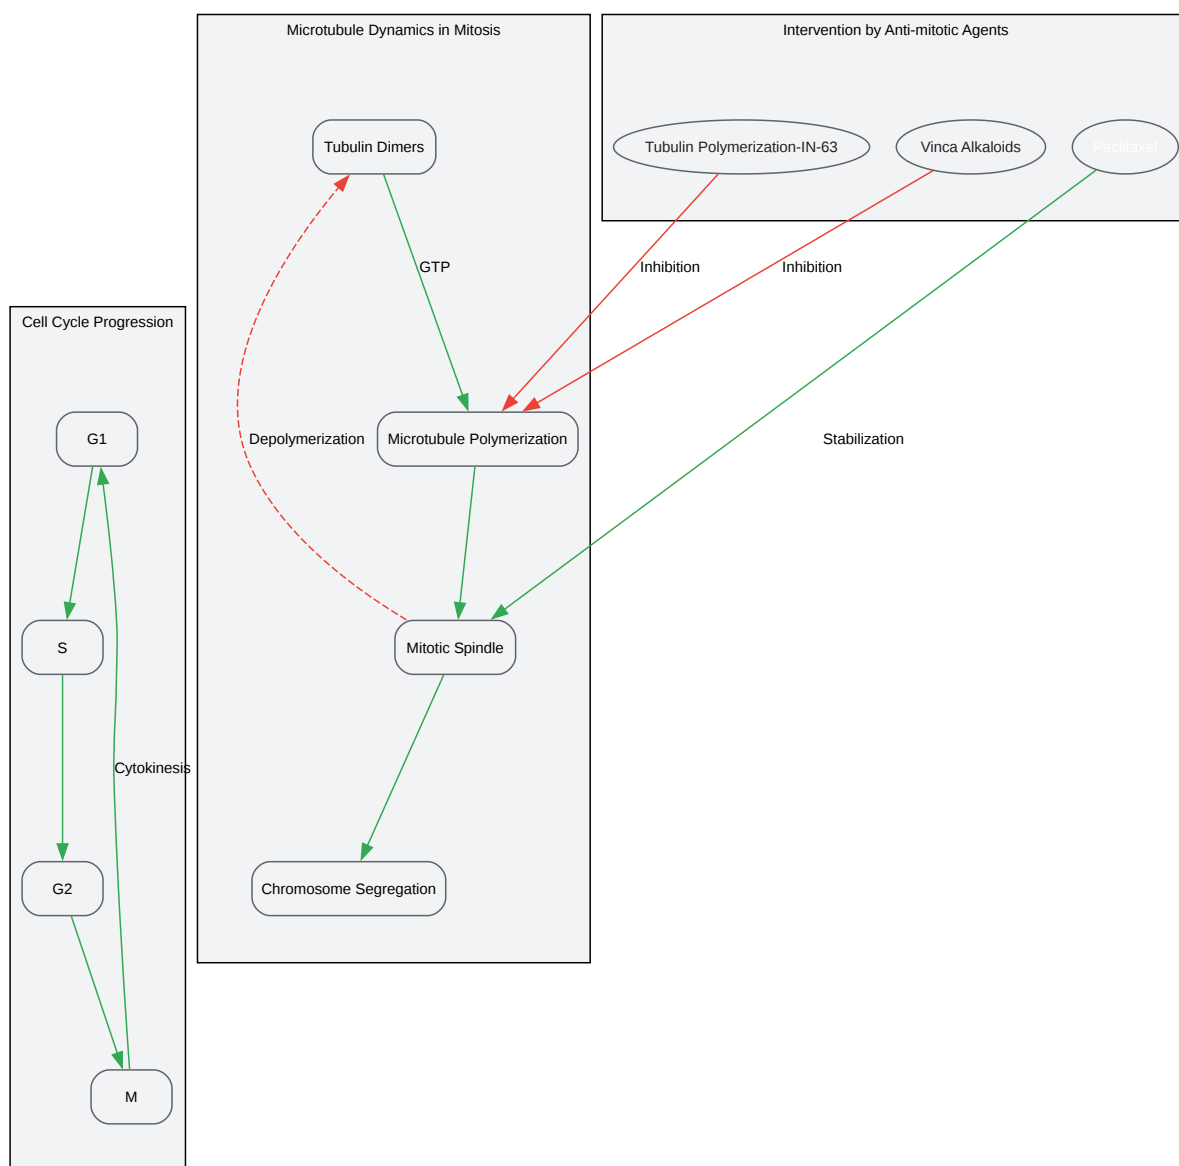 Microtubule Dynamics in Mitosis
Intervention by Anti-mitotic Agents
Tubulin Dimers
Tubulin Polymerization-IN-63
Vinca Alkaloids
Paclitaxel
GTP
Inhibition
Inhibition
Cell Cycle Progression
G1
Depolymerization
Microtubule Polymerization
Stabilization
S
Mitotic Spindle
Cytokinesis
G2
Chromosome Segregation
M